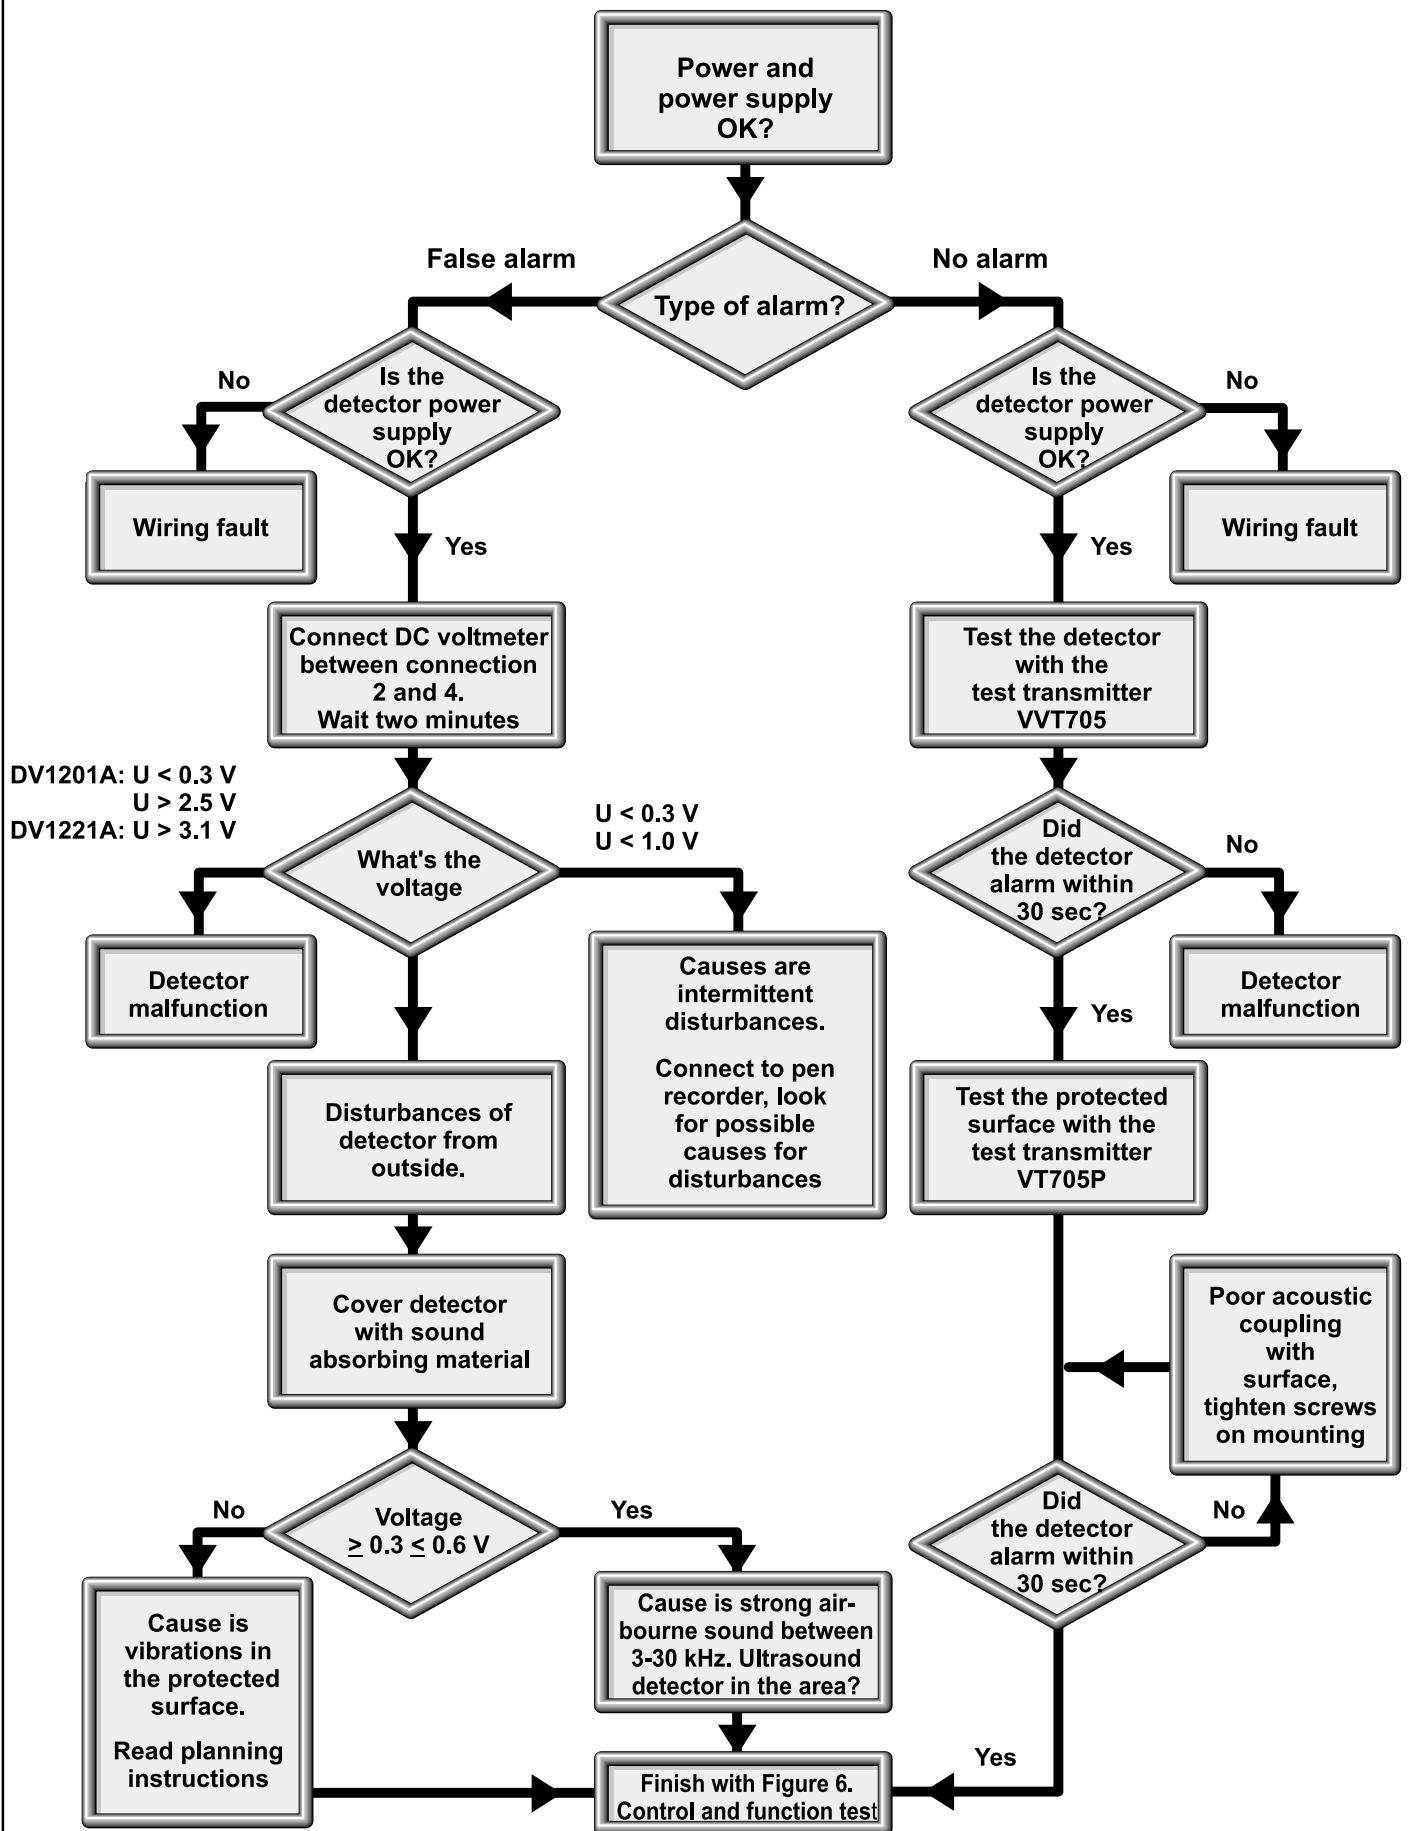 Power and
power supply
OK?
False alarm
No alarm
Type of alarm?
No
Is the
detector power
supply
OK?
Is the
detector power
supply
OK?
No
Wiring fault
Wiring fault
Yes
Yes
Connect DC voltmeter
between connection
2 and 4.
Wait two minutes
Test the detector
with the
test transmitter
VVT705
DV1201A: U < 0.3 V
U > 2.5 V
DV1221A: U > 3.1 V
U < 0.3 V
U < 1.0 V
What's the
voltage
Did
the detector
alarm within
30 sec?
No
Detector
malfunction
Causes are
intermittent
disturbances.
Connect to pen
recorder, look
for possible
causes for
disturbances
Yes
Detector
malfunction
Disturbances of
detector from
outside.
Test the protected
surface with the
test transmitter
VT705P
Cover detector
with sound
absorbing material
Poor acoustic
coupling
with
surface,
tighten screws
on mounting
No
Voltage
≥ 0.3 ≤ 0.6 V
Yes
Did
the detector
alarm within
30 sec?
No
Cause is
vibrations in
the protected
surface.
Read planning
instructions
Cause is strong air-
bourne sound between
3-30 kHz. Ultrasound
detector in the area?
Yes
Finish with Figure 6.
Control and function test